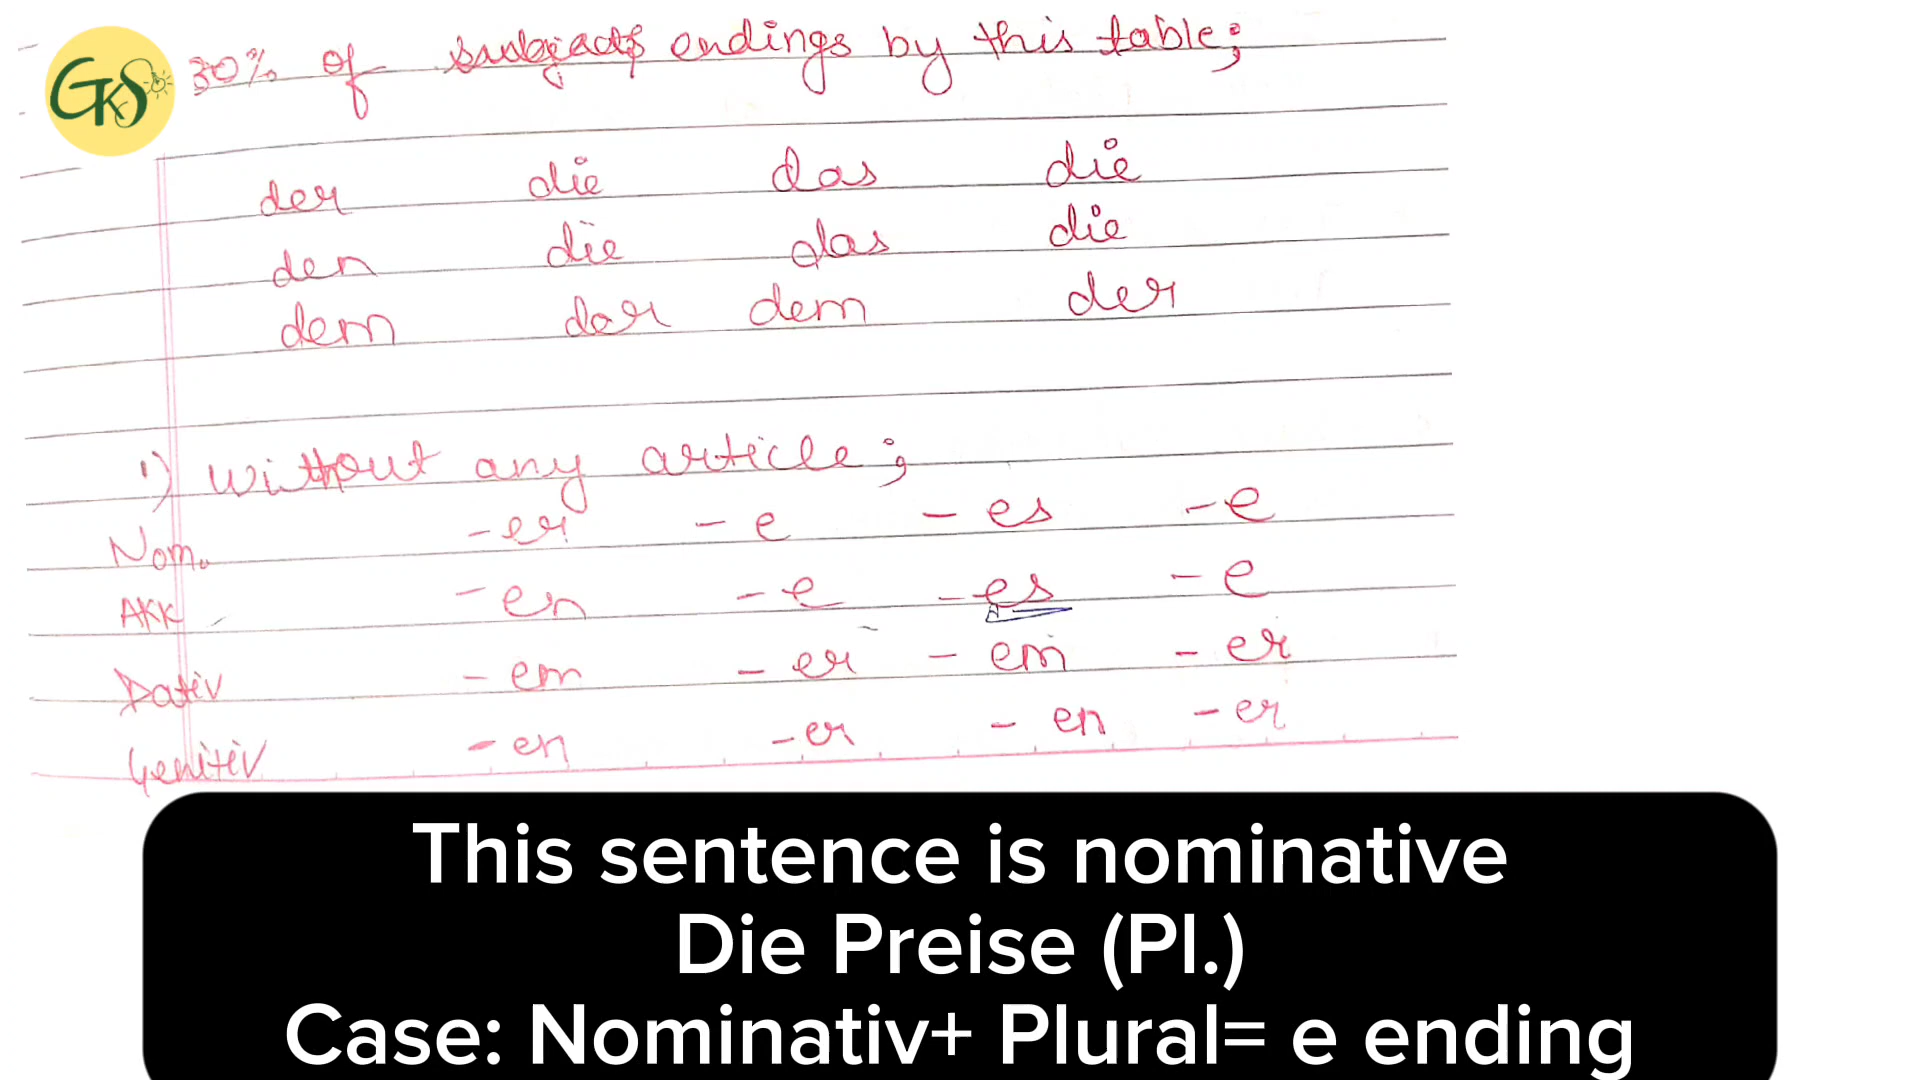 GKS
30% of subjects endings by this table;
der die das die
den die das die
dem der dem der
1) without any article;
Nom. -er -e -es -e
AKK -en -e -es -e
Dativ -em -er -em -er
Genitiv -en -er -en -er
This sentence is nominative
Die Preise (Pl.)
Case: Nominativ+ Plural= e ending